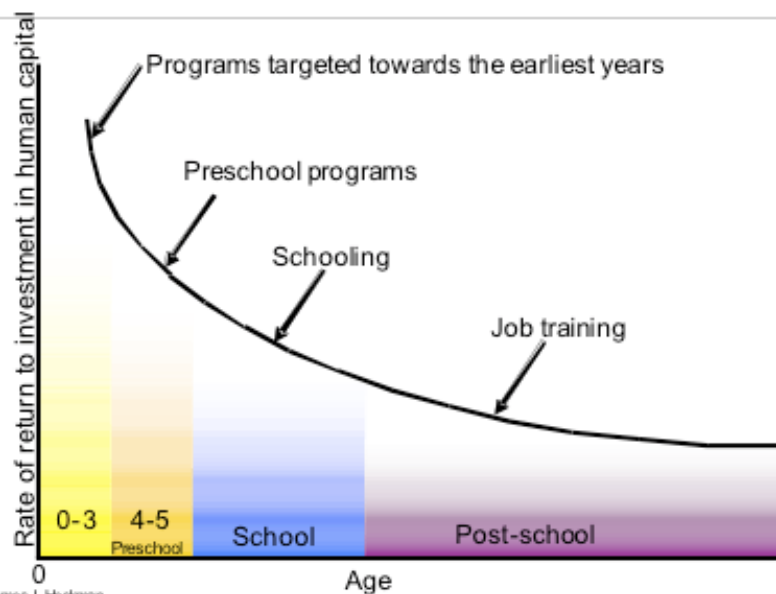 Rate of return to investment in human capital
Programs targeted towards the earliest years
Preschool programs
Schooling
Job training
0-3
4-5
Preschool
School
Post-school
0
Age